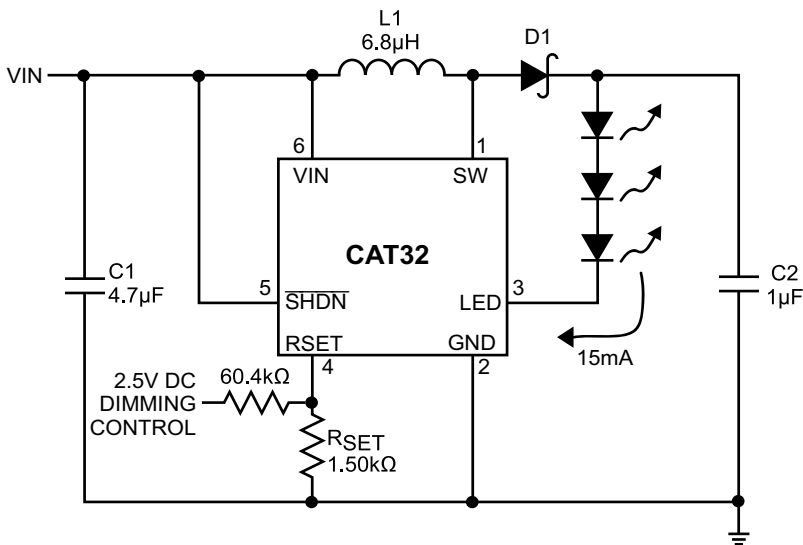 L1
6.8µH
D1
VIN
6
1
VIN
SW
CAT32
C1
4.7µF
5
SHDN
3
LED
C2
1µF
RSET
GND
4
2
15mA
2.5V DC
DIMMING
CONTROL
60.4kΩ
RSET
1.50kΩ